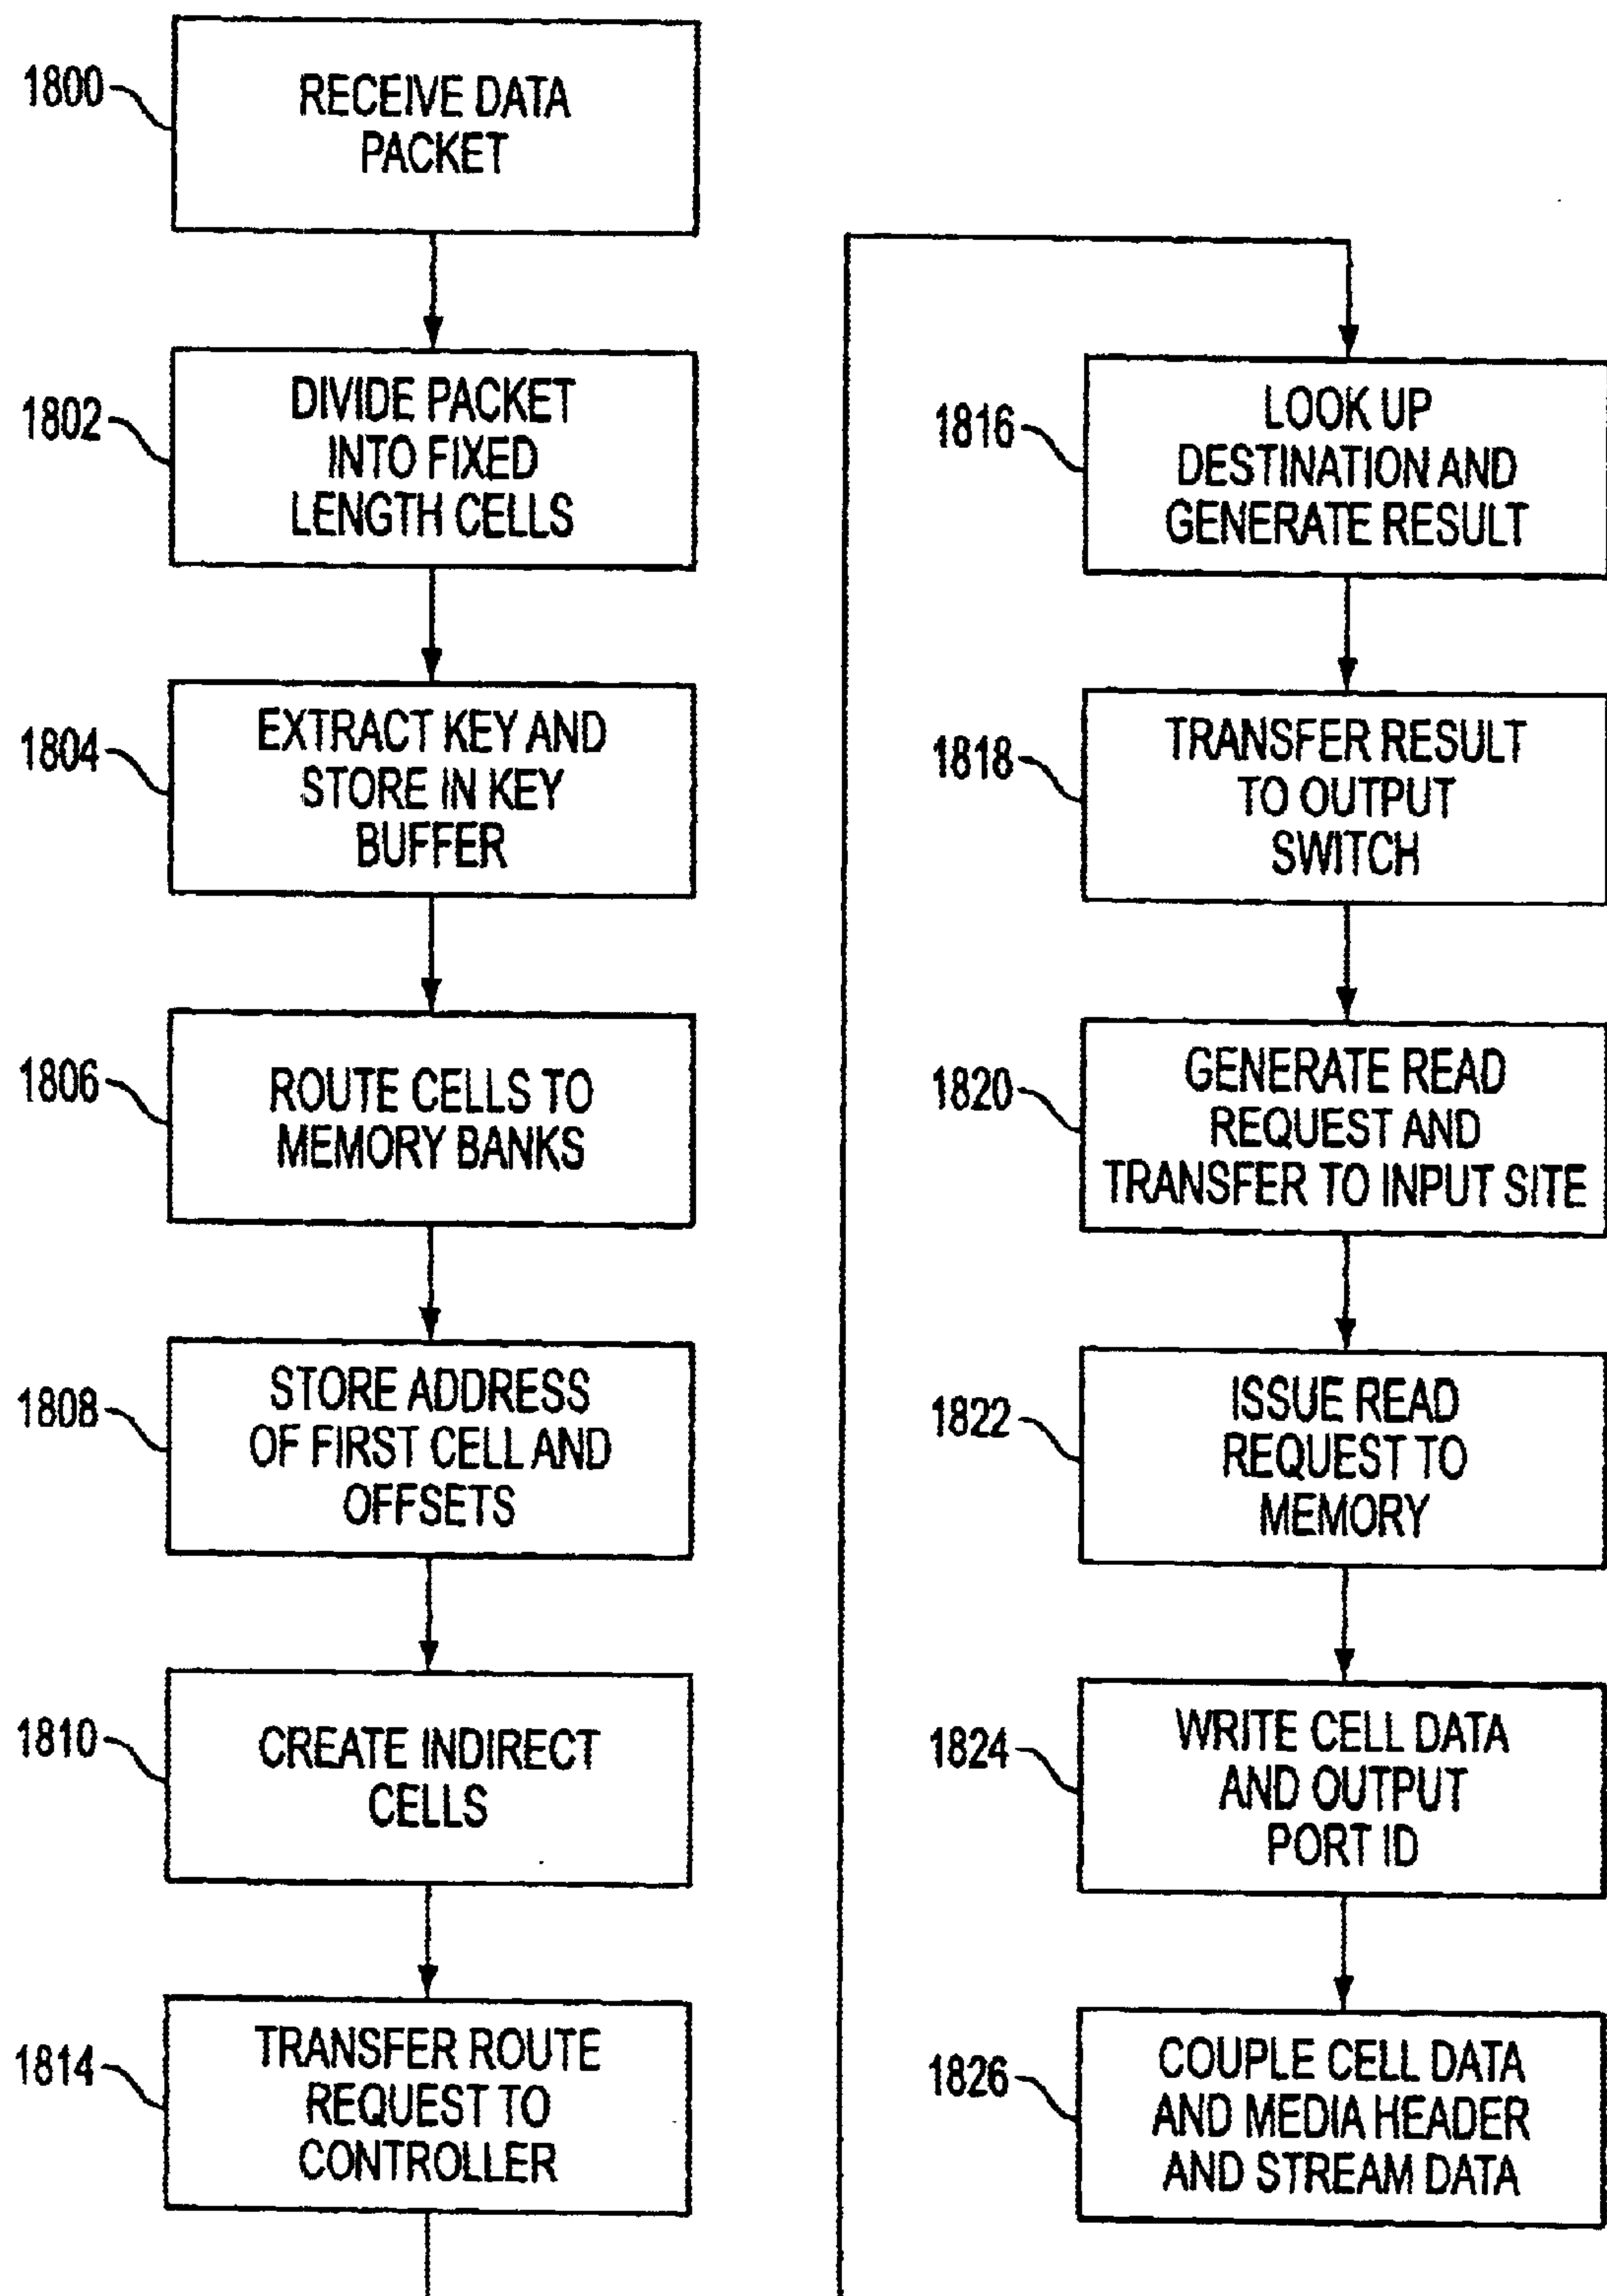 1800
RECEIVE DATA
PACKET
1802
DIVIDE PACKET
INTO FIXED
LENGTH CELLS
1804
EXTRACT KEY AND
STORE IN KEY
BUFFER
1806
ROUTE CELLS TO
MEMORY BANKS
1808
STORE ADDRESS
OF FIRST CELL AND
OFFSETS
1810
CREATE INDIRECT
CELLS
1814
TRANSFER ROUTE
REQUEST TO
CONTROLLER
1816
LOOK UP
DESTINATION AND
GENERATE RESULT
1818
TRANSFER RESULT
TO OUTPUT
SWITCH
1820
GENERATE READ
REQUEST AND
TRANSFER TO INPUT SITE
1822
ISSUE READ
REQUEST TO
MEMORY
1824
WRITE CELL DATA
AND OUTPUT
PORT ID
1826
COUPLE CELL DATA
AND MEDIA HEADER
AND STREAM DATA